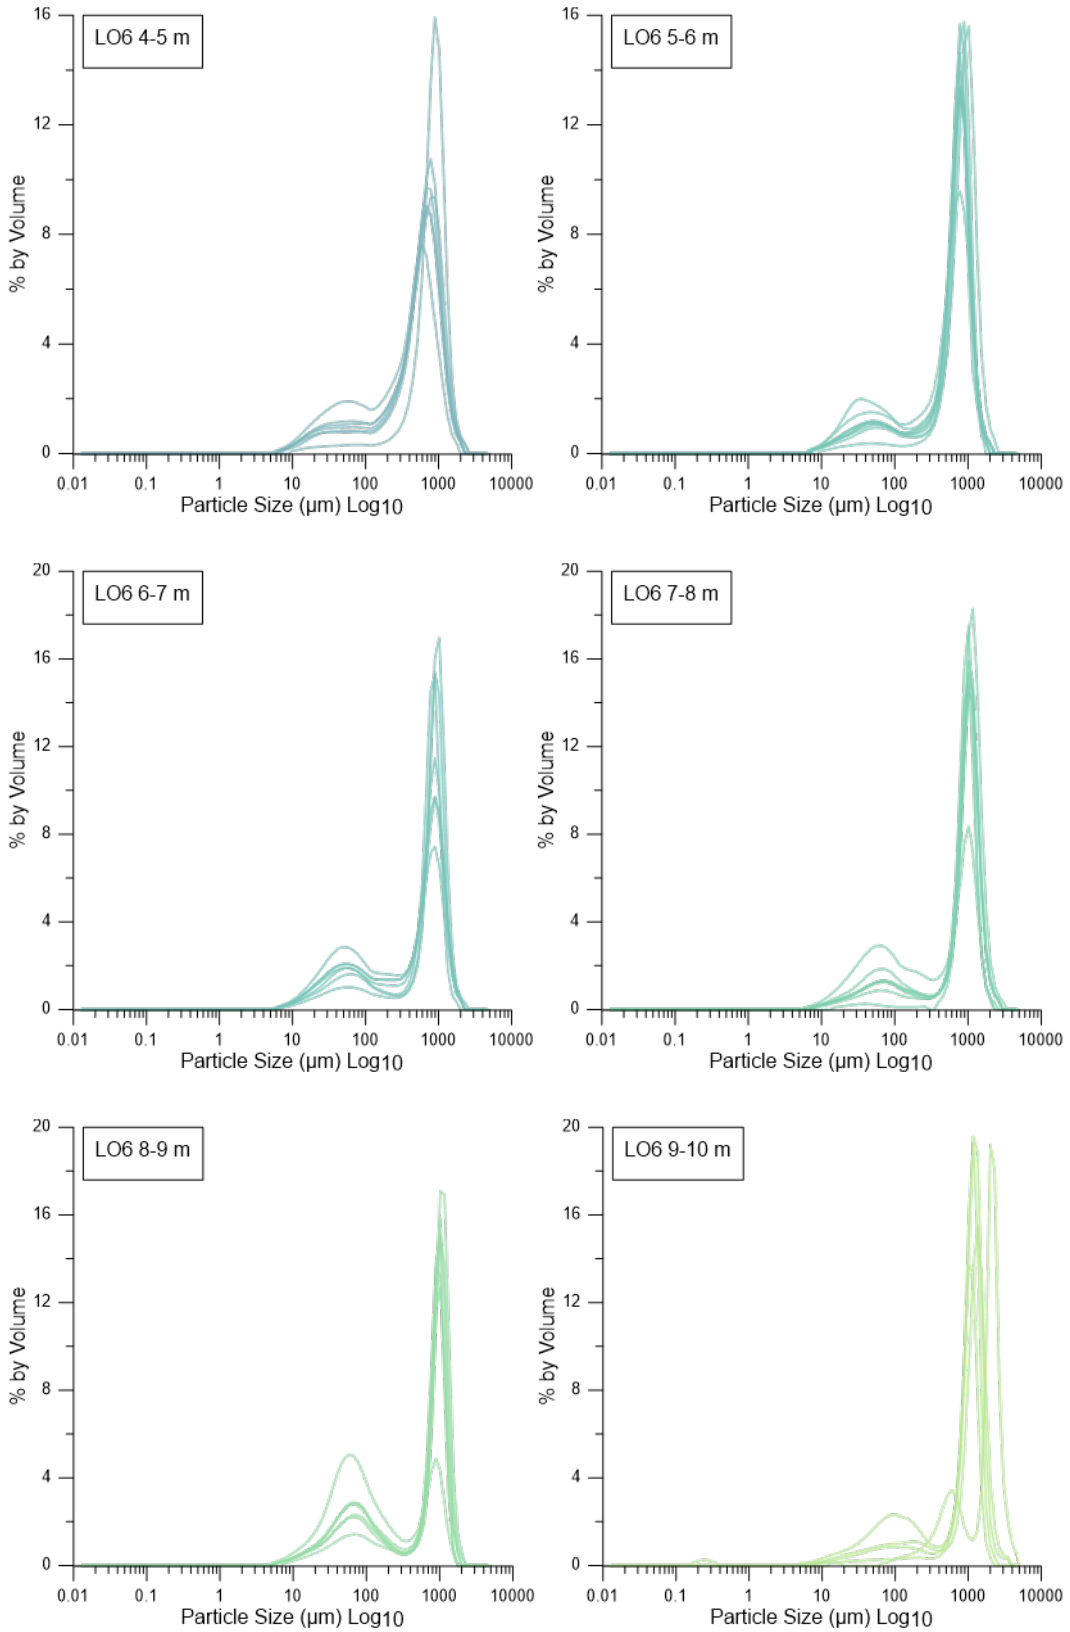 LO6 4-5 m
16
12
8
4
0
% by Volume
0.01 0.1 1 10 100 1000 10000
Particle Size (µm) Log10
LO6 5-6 m
16
12
8
4
0
% by Volume
0.01 0.1 1 10 100 1000 10000
Particle Size (µm) Log10
LO6 6-7 m
20
16
12
8
4
0
% by Volume
0.01 0.1 1 10 100 1000 10000
Particle Size (µm) Log10
LO6 7-8 m
20
16
12
8
4
0
% by Volume
0.01 0.1 1 10 100 1000 10000
Particle Size (µm) Log10
LO6 8-9 m
20
16
12
8
4
0
% by Volume
0.01 0.1 1 10 100 1000 10000
Particle Size (µm) Log10
LO6 9-10 m
20
16
12
8
4
0
% by Volume
0.01 0.1 1 10 100 1000 10000
Particle Size (µm) Log10